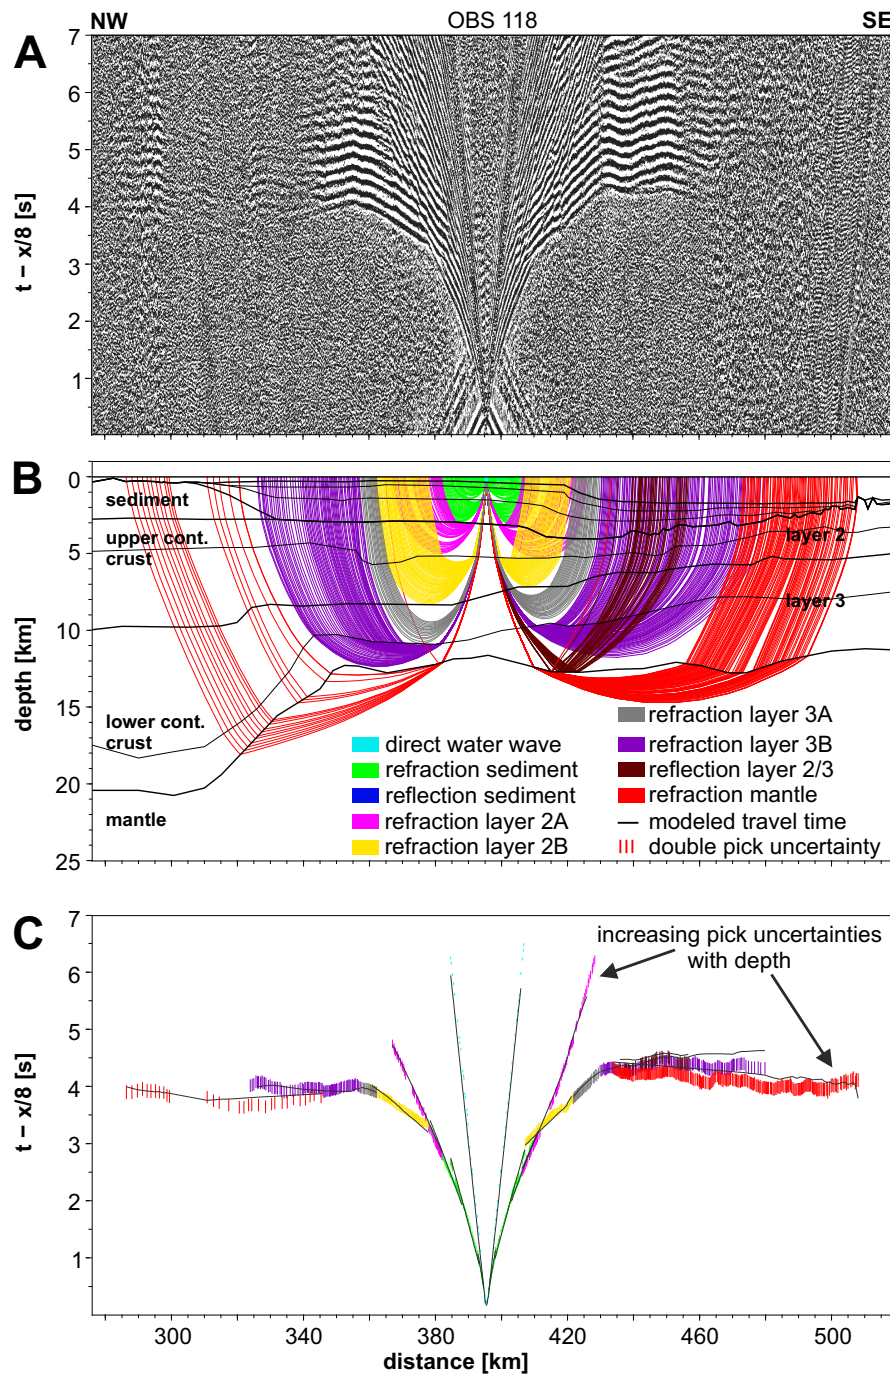 NW OBS 118 SE
A
7
6
5
4
3
2
1
t − x/8 [s]
B
0
5
10
15
20
25
depth [km]
sediment
upper cont.
crust
lower cont.
crust
mantle
layer 2
layer 3
direct water wave
refraction sediment
reflection sediment
refraction layer 2A
refraction layer 2B
refraction layer 3A
refraction layer 3B
reflection layer 2/3
refraction mantle
modeled travel time
double pick uncertainty
C
7
6
5
4
3
2
1
t − x/8 [s]
increasing pick uncertainties
with depth
300 340 380 420 460 500
distance [km]